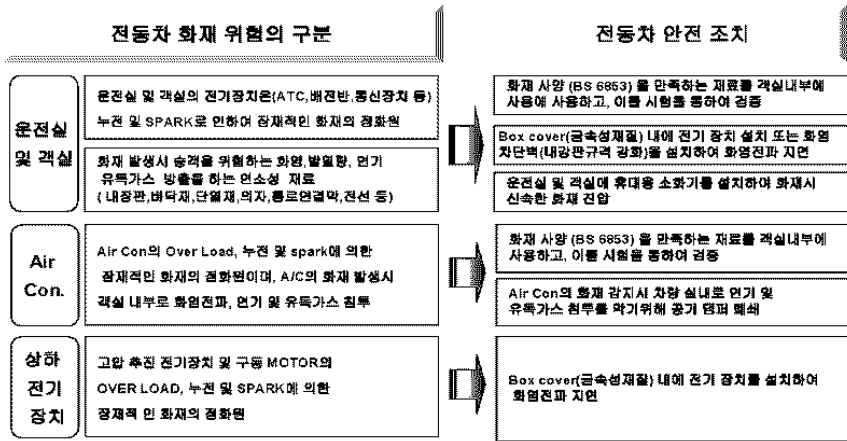 전동차 화재 위험의 구분
전동차 안전 조치
운전실
및 객실
운전실 및 객실의 전기장치은(ATC,배전반,통신장치 등)
누전 및 SPARK로 인하여 잠재적인 화재의 점화원
화재 발생시 승객을 위협하는 화염,발열량, 연기
유독가스 방출을 하는 연소성 재료
( 내장판,바닥재,단열재,의자,통로연결막,전선 등)
화재 사양 (BS 6853) 을 만족하는 재료를 객실내부에
사용에 사용하고, 이를 시험을 통하여 검증
Box cover(금속성재질) 내에 전기 장치 설치 또는 화염
차단벽(내강판규격 강화)을 설치하여 화염전파 지연
운전실 및 객실에 휴대용 소화기를 설치하여 화재시
신속한 화재 진압
Air
Con.
Air Con의 Over Load, 누전 및 spark에 의한
잠재적인 화재의 점화원이며, A/C의 화재 발생시
객실 내부로 화염전파, 연기 및 유독가스 침투
화재 사양 (BS 6853) 을 만족하는 재료를 객실내부에
사용하고, 이를 시험을 통하여 검증
Air Con의 화재 감지시 차량 실내로 연기 및
유독가스 침투를 막기위해 공기 댐퍼 폐쇄
상하
전기
장치
고압 추진 전기장치 및 구동 MOTOR의
OVER LOAD, 누전 및 SPARK에 의한
잠재적 인 화재의 점화원
Box cover(금속성재질) 내에 전기 장치를 설치하여
화염전파 지연